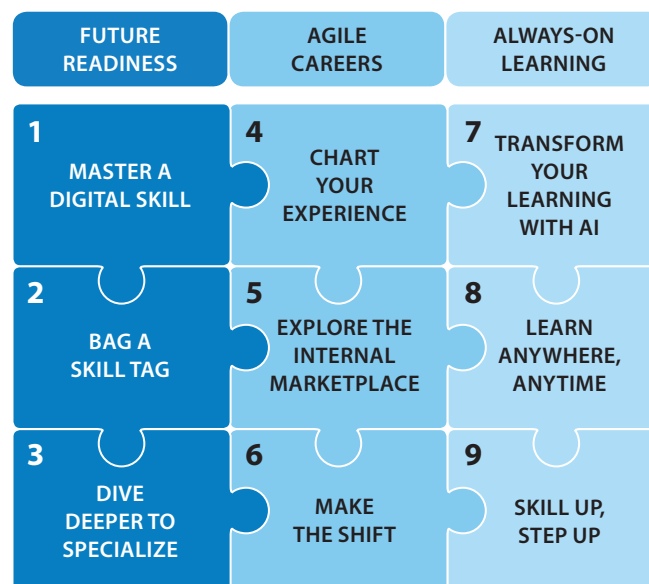 FUTURE
READINESS
AGILE
CAREERS
ALWAYS-ON
LEARNING
1
MASTER A
DIGITAL SKILL
4
CHART
YOUR
EXPERIENCE
7
TRANSFORM
YOUR
LEARNING
WITH AI
2
BAG A
SKILL TAG
5
EXPLORE THE
INTERNAL
MARKETPLACE
8
LEARN
ANYWHERE,
ANYTIME
3
DIVE
DEEPER TO
SPECIALIZE
6
MAKE
THE SHIFT
9
SKILL UP,
STEP UP